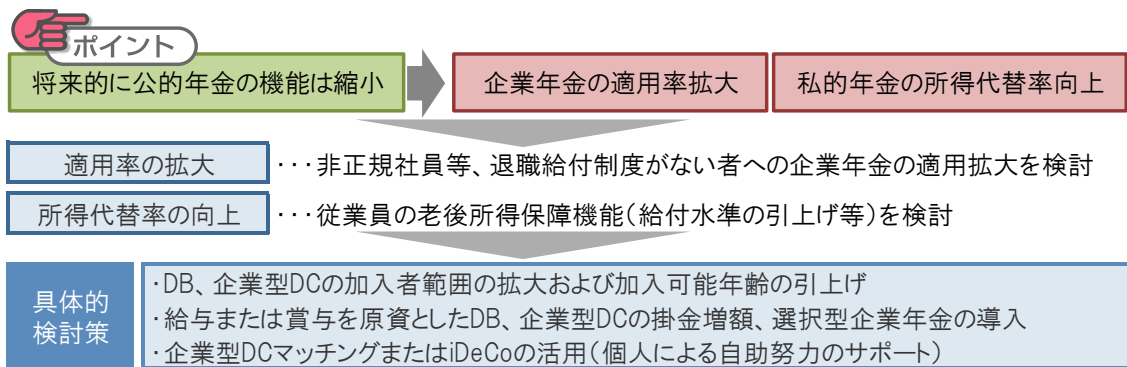 ポイント
将来的に公的年金の機能は縮小
企業年金の適用率拡大
私的年金の所得代替率向上
適用率の拡大 ・・・非正規社員等、退職給付制度がない者への企業年金の適用拡大を検討
所得代替率の向上 ・・・従業員の老後所得保障機能(給付水準の引上げ等)を検討
具体的
検討策
・DB、企業型DCの加入者範囲の拡大および加入可能年齢の引上げ
・給与または賞与を原資としたDB、企業型DCの掛金増額、選択型企業年金の導入
・企業型DCマッチングまたはiDeCoの活用(個人による自助努力のサポート)